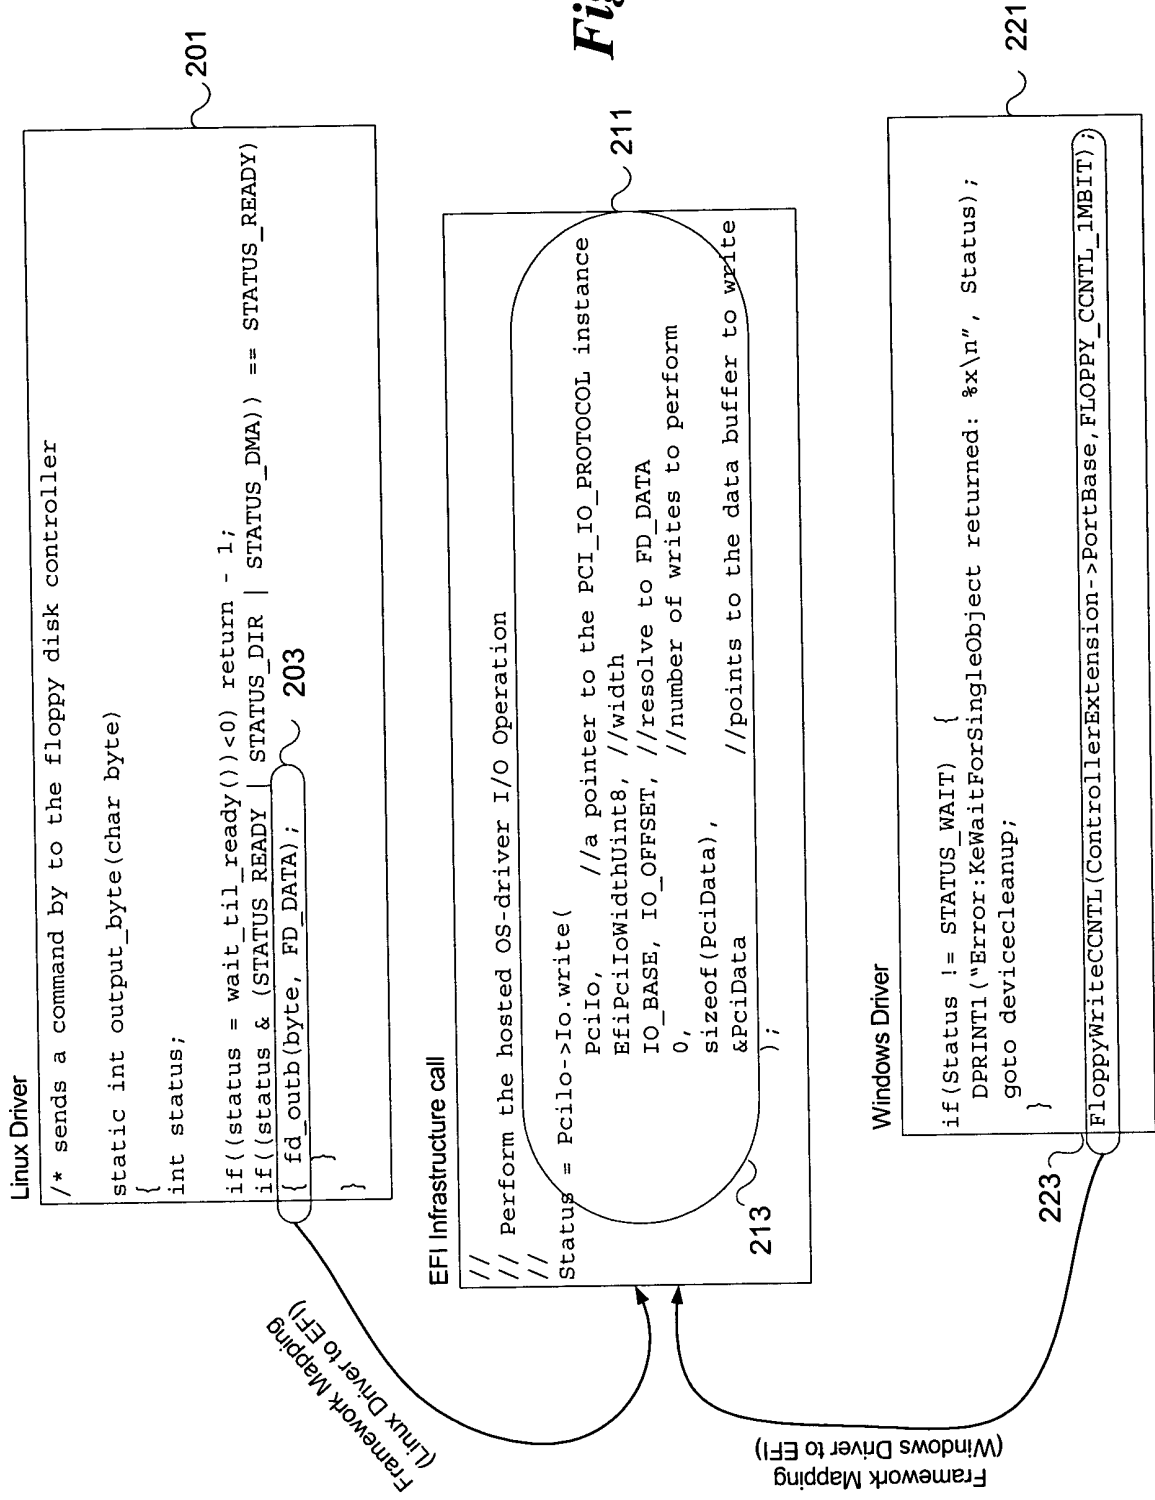 Linux Driver
/* sends a command by to the floppy disk controller
static int output_byte(char byte)
{
int status;
if((status = wait_til_ready())<0) return - 1;
if((status & (STATUS_READY | STATUS_DIR | STATUS_DMA)) == STATUS_READY)
{ fd_outb(byte, FD_DATA);
}
}
201
203
Framework Mapping
(Linux Driver to EFI)
EFI Infrastructure call
//
// Perform the hosted OS-driver I/O Operation
//
Status = PciIo->Io.write(
PciIo, //a pointer to the PCI_IO_PROTOCOL instance
EfiPciIoWidthUint8, //width
IO_BASE, IO_OFFSET, //resolve to FD_DATA
0, //number of writes to perform
sizeof(PciData),
&PciData //points to the data buffer to write
);
211
213
Fig
Windows Driver
if(Status != STATUS_WAIT) {
DPRINT1("Error:KeWaitForSingleObject returned: %x\n", Status);
goto devicecleanup;
}
FloppyWriteCCNTL(ControllerExtension->PortBase,FLOPPY_CCNTL_1MBIT);
221
223
Framework Mapping
(Windows Driver to EFI)